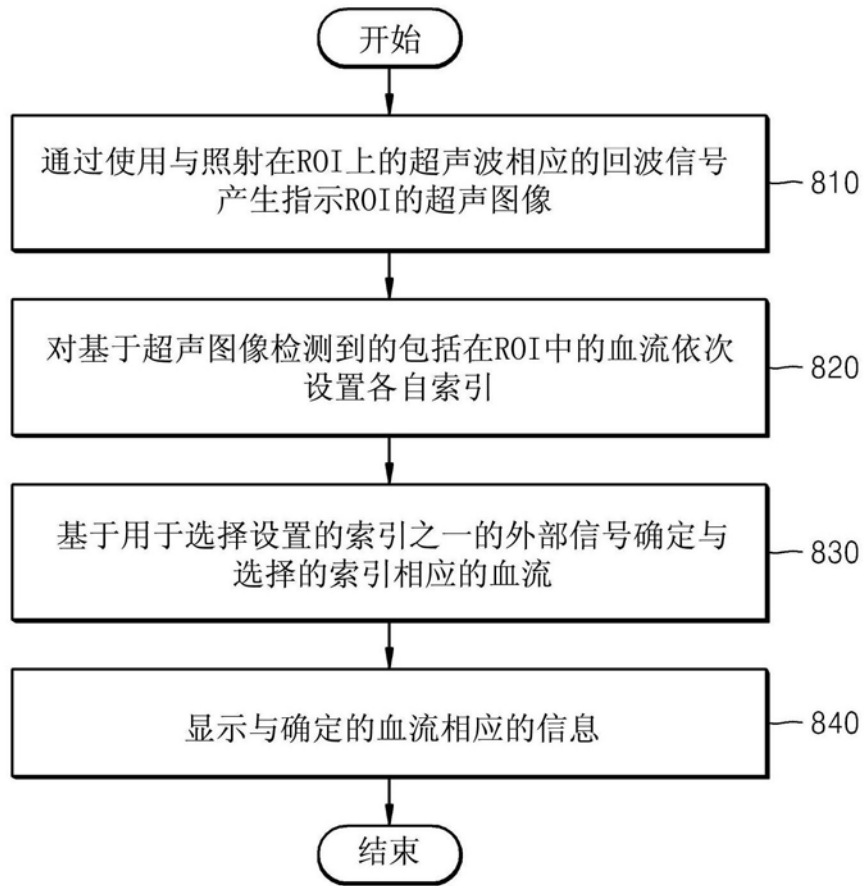 开始
通过使用与照射在ROI上的超声波相应的回波信号
产生指示ROI的超声图像
810
对基于超声图像检测到的包括在ROI中的血流依次
设置各自索引
820
基于用于选择设置的索引之一的外部信号确定与
选择的索引相应的血流
830
显示与确定的血流相应的信息
840
结束